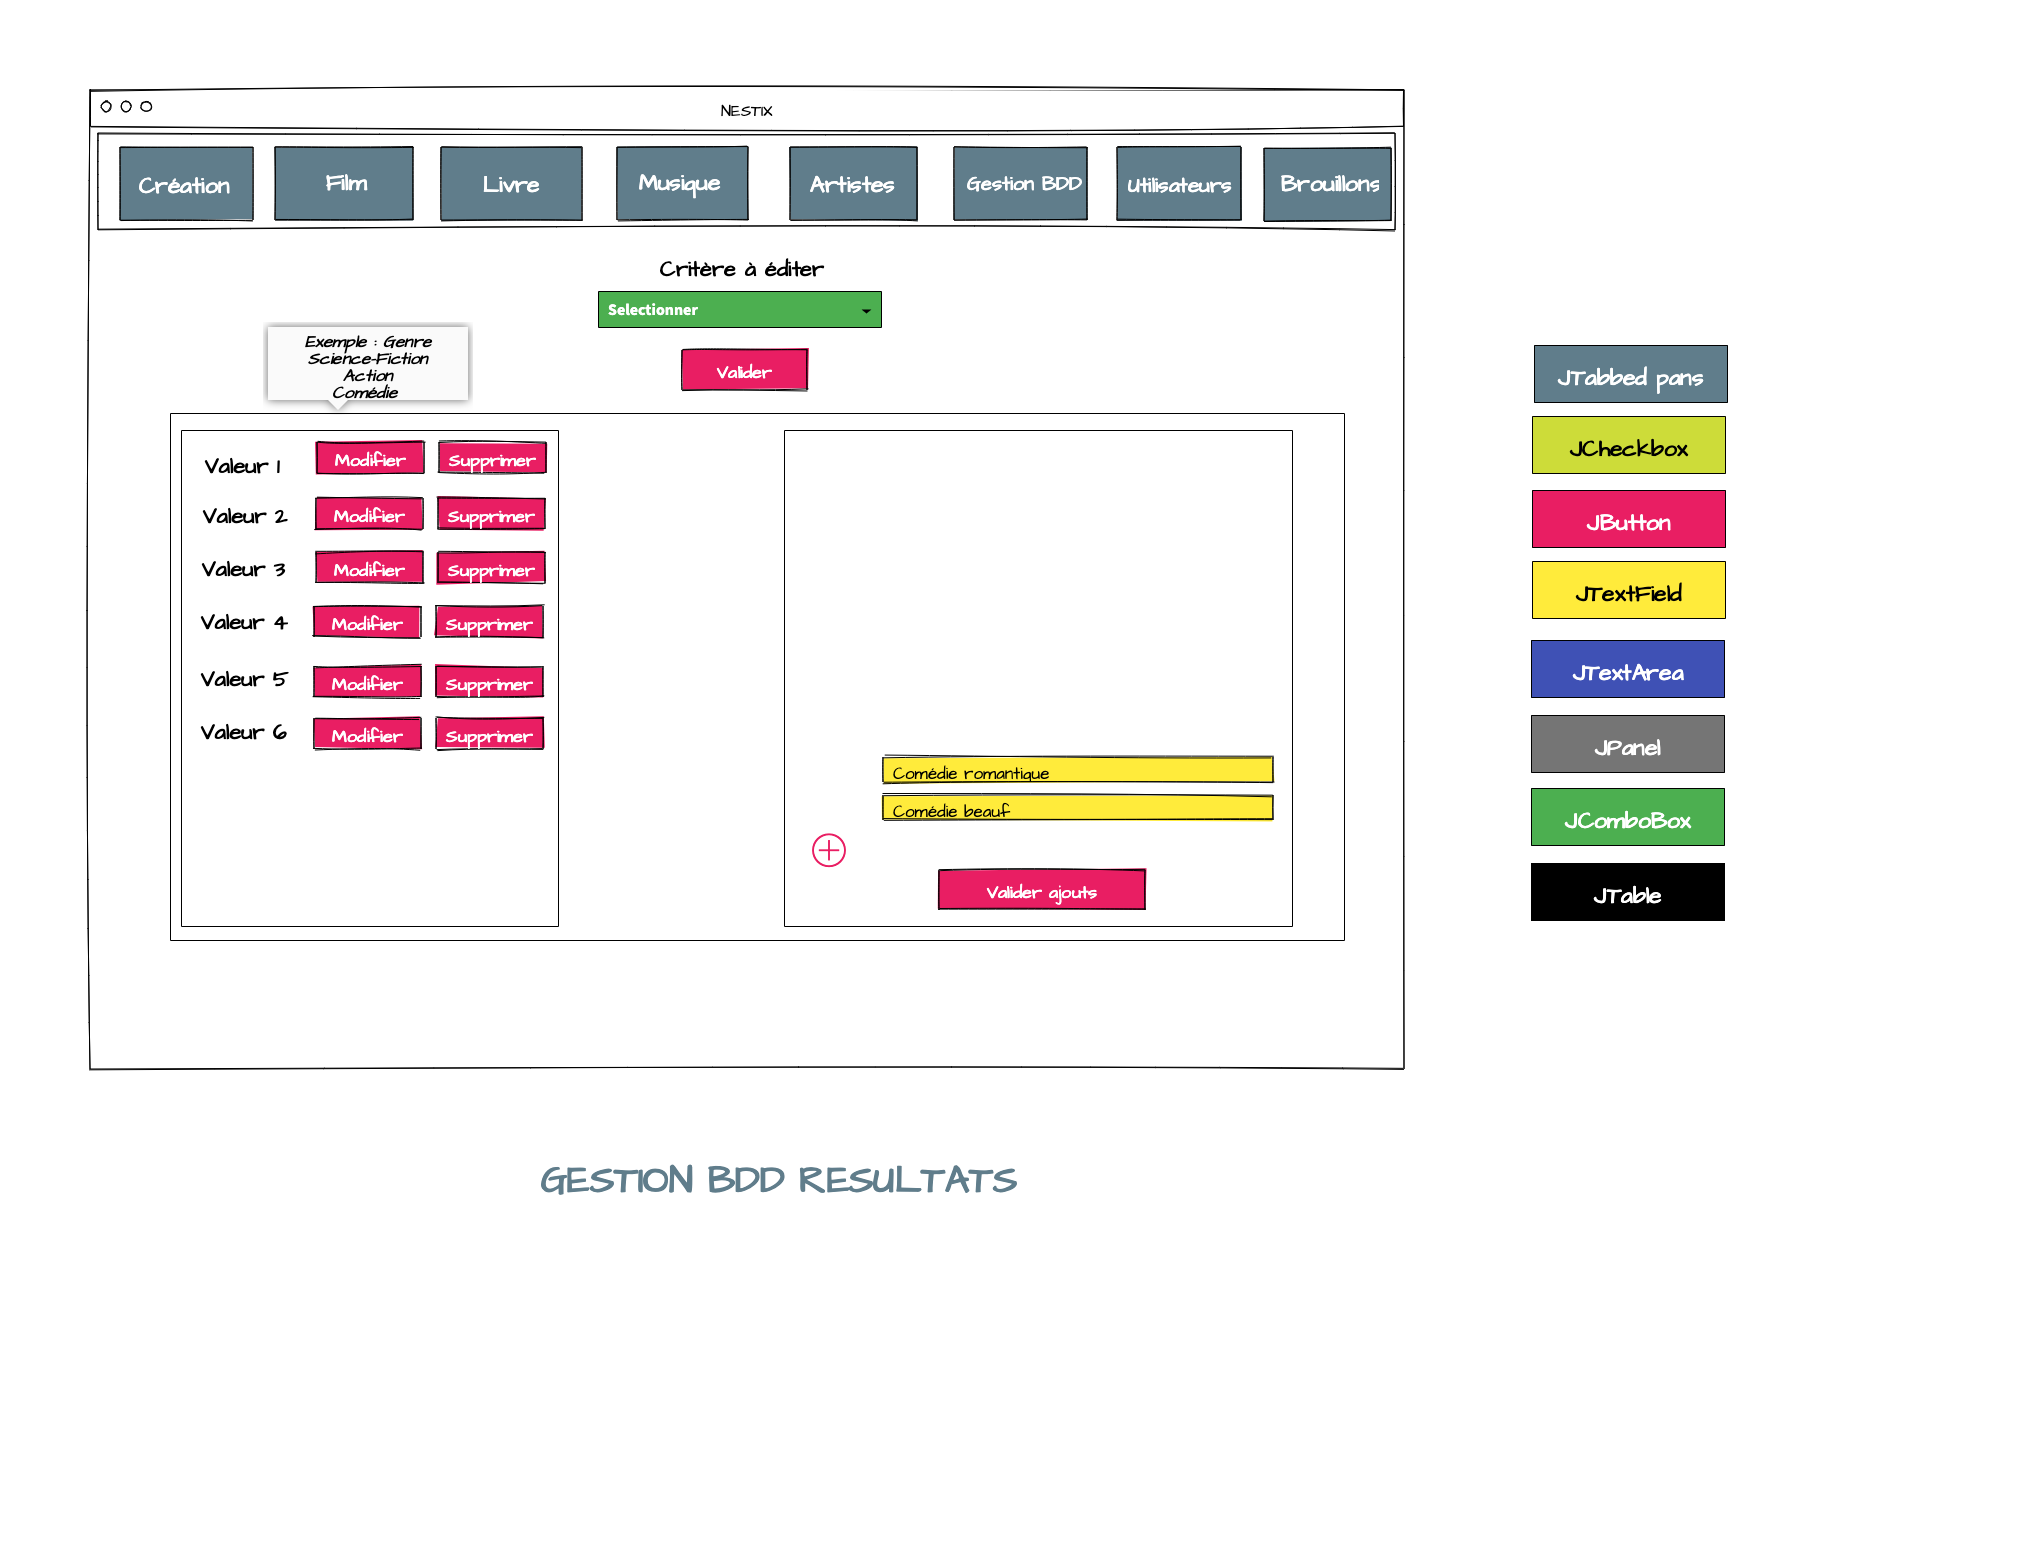 NESTIX
Création
Film
Livre
Musique
Artistes
Gestion BDD
Utilisateurs
Brouillons
Critère à éditer
Selectionner
Valider
Exemple : Genre
Science-Fiction
Action
Comédie
Valeur 1
Modifier
Supprimer
Valeur 2
Modifier
Supprimer
Valeur 3
Modifier
Supprimer
Valeur 4
Modifier
Supprimer
Valeur 5
Modifier
Supprimer
Valeur 6
Modifier
Supprimer
Comédie romantique
Comédie beauf
Valider ajouts
JTabbed pans
JCheckbox
JButton
JTextField
JTextArea
JPanel
JComboBox
JTable
GESTION BDD RESULTATS